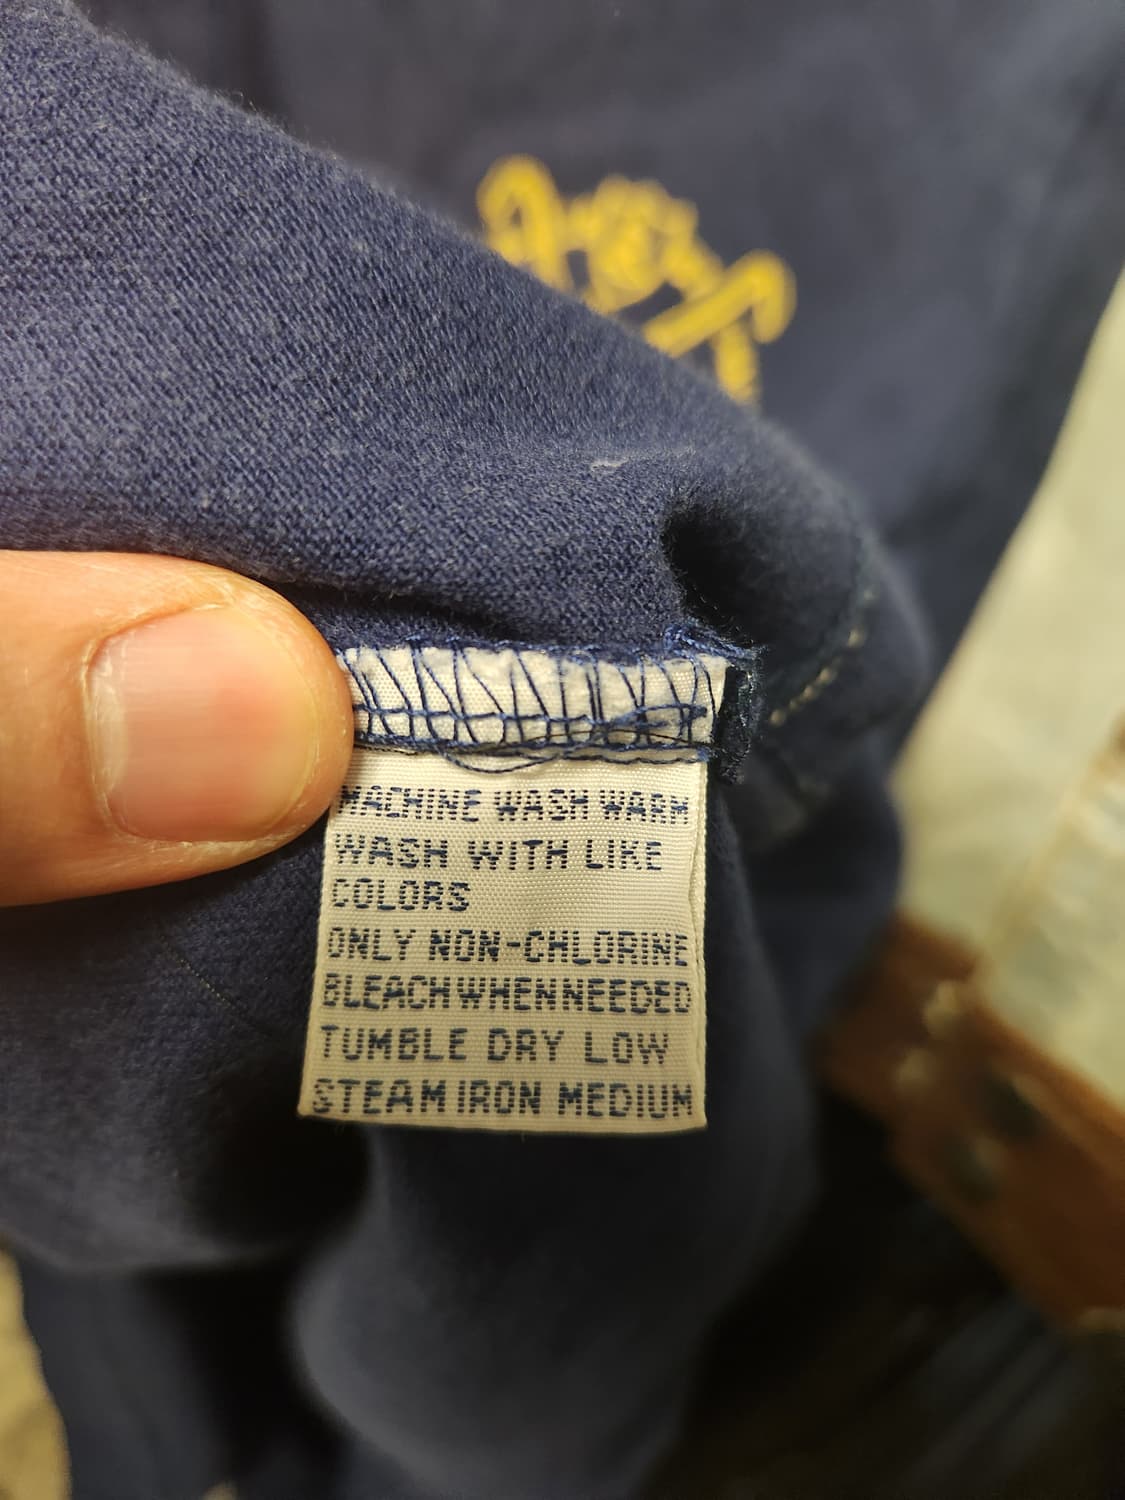 MACHINE WASH WARM
WASH WITH LIKE
COLORS
ONLY NON-CHLORINE
BLEACH WHEN NEEDED
TUMBLE DRY LOW
STEAM IRON MEDIUM